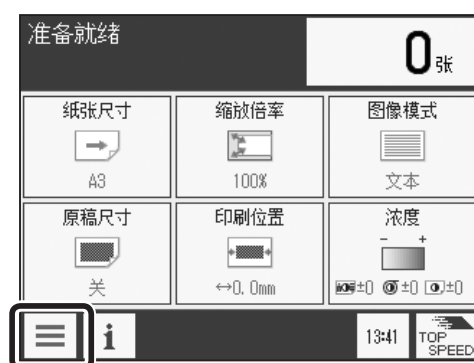 准备就绪
0张
纸张尺寸
缩放倍率
图像模式
A3
100%
文本
原稿尺寸
印刷位置
浓度
- +
关
↔0.0mm
±0 ±0 ±0
i
13:41
TOP
SPEED